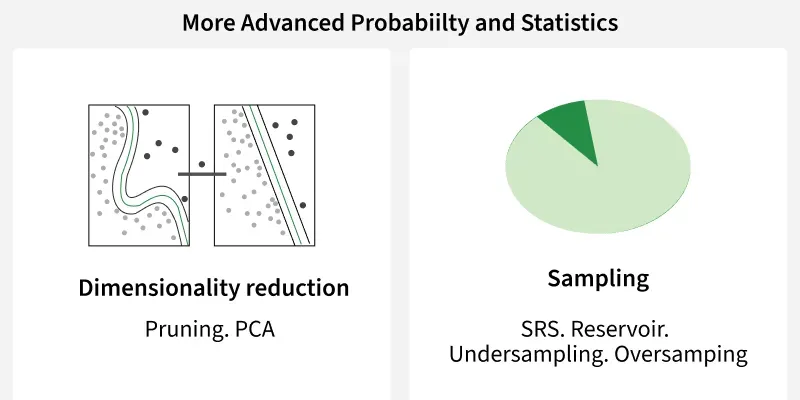 More Advanced Probabiilty and Statistics
Dimensionality reduction
Pruning. PCA
Sampling
SRS. Reservoir.
Undersampling. Oversamping